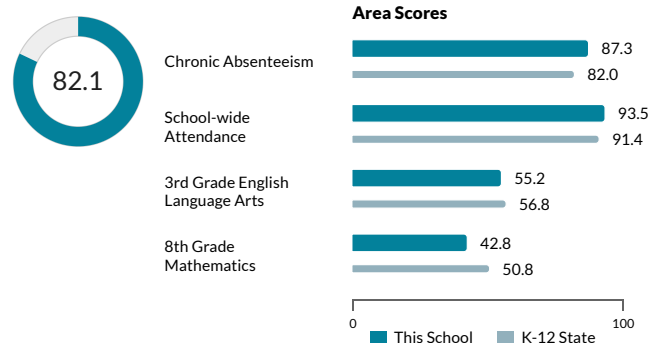 Area Scores
82.1
Chronic Absenteeism
87.3
82.0
School-wide
Attendance
93.5
91.4
3rd Grade English
Language Arts
55.2
56.8
8th Grade
Mathematics
42.8
50.8
0
100
This School
K-12 State